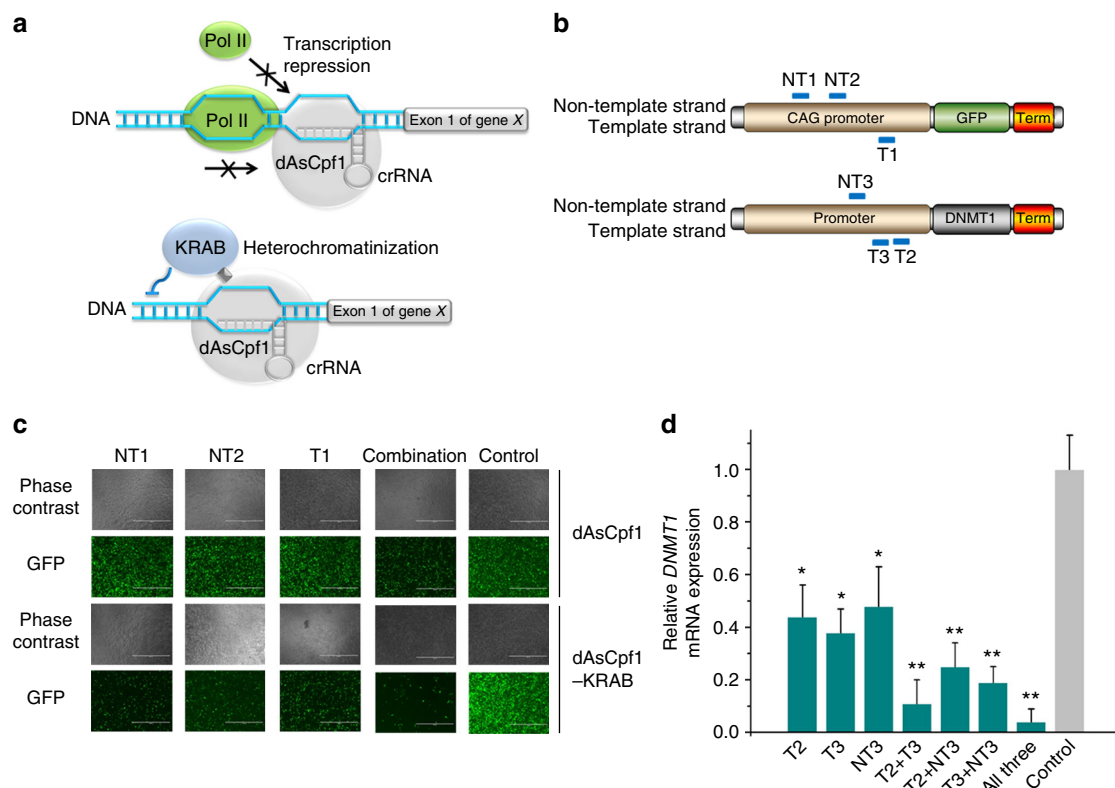 a
Pol II
Transcription
repression
DNA
Pol II
Exon 1 of gene X
dAsCpf1
crRNA
KRAB
Heterochromatinization
DNA
Exon 1 of gene X
dAsCpf1
crRNA
b
NT1 NT2
Non-template strand
Template strand
CAG promoter
GFP
Term
T1
NT3
Non-template strand
Template strand
Promoter
DNMT1
Term
T3 T2
c
NT1 NT2 T1 Combination Control
Phase
contrast
GFP
dAsCpf1
Phase
contrast
GFP
dAsCpf1
–KRAB
d
Relative DNMT1
mRNA expression
1.0
0.8
0.6
0.4
0.2
0.0
* * * ** ** ** **
T2
T3
NT3
T2+T3
T2+NT3
T3+NT3
All three
Control